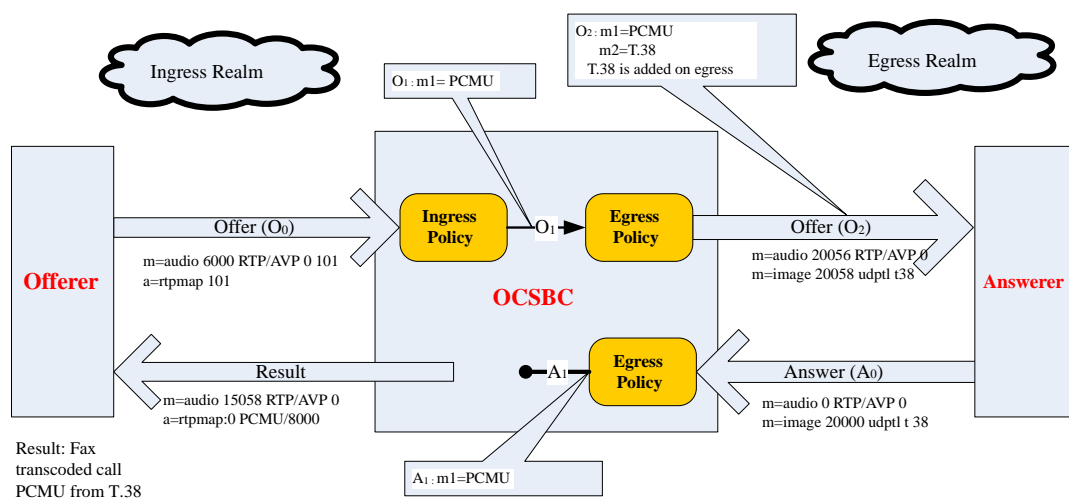 Ingress Realm
O₁ : m1= PCMU
O₂ : m1=PCMU
m2=T.38
T.38 is added on egress
Egress Realm
Offerer
Offer (O₀)
m=audio 6000 RTP/AVP 0 101
a=rtpmap 101
Ingress
Policy
O₁
Egress
Policy
Offer (O₂)
m=audio 20056 RTP/AVP 0
m=image 20058 udptl t38
Answerer
OCSBC
Result
m=audio 15058 RTP/AVP 0
a=rtpmap:0 PCMU/8000
A₁
Egress
Policy
Answer (A₀)
m=audio 0 RTP/AVP 0
m=image 20000 udptl t 38
Result: Fax
transcoded call
PCMU from T.38
A₁ : m1=PCMU